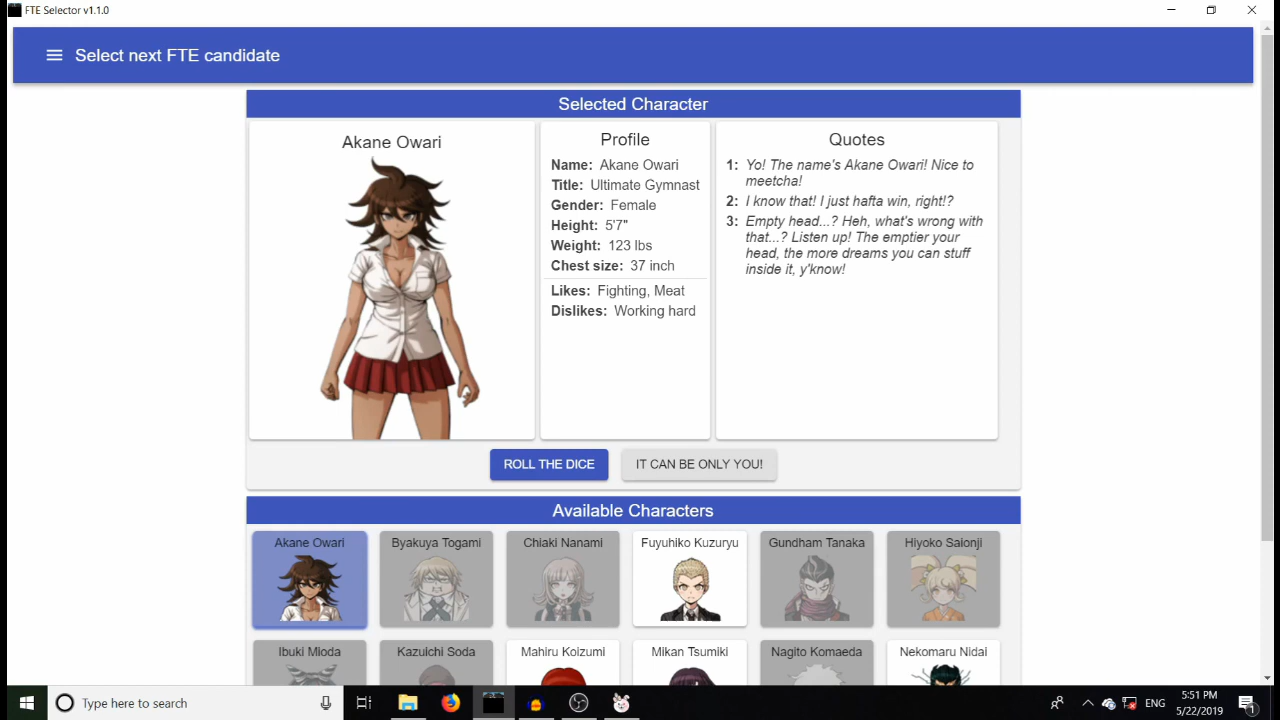 FTE Selector v1.1.0
Select next FTE candidate
Selected Character
Akane Owari
Profile
Name: Akane Owari
Title: Ultimate Gymnast
Gender: Female
Height: 5'7"
Weight: 123 lbs
Chest size: 37 inch
Likes: Fighting, Meat
Dislikes: Working hard
Quotes
1: Yo! The name's Akane Owari! Nice to
meetcha!
2: I know that! I just hafta win, right!?
3: Empty head...? Heh, what's wrong with
that...? Listen up! The emptier your
head, the more dreams you can stuff
inside it, y'know!
ROLL THE DICE
IT CAN BE ONLY YOU!
Available Characters
Akane Owari
Byakuya Togami
Chiaki Nanami
Fuyuhiko Kuzuryu
Gundham Tanaka
Hiyoko Saionji
Ibuki Mioda
Kazuichi Soda
Mahiru Koizumi
Mikan Tsumiki
Nagito Komaeda
Nekomaru Nidai
Type here to search
ENG
5:51 PM
5/22/2019
1